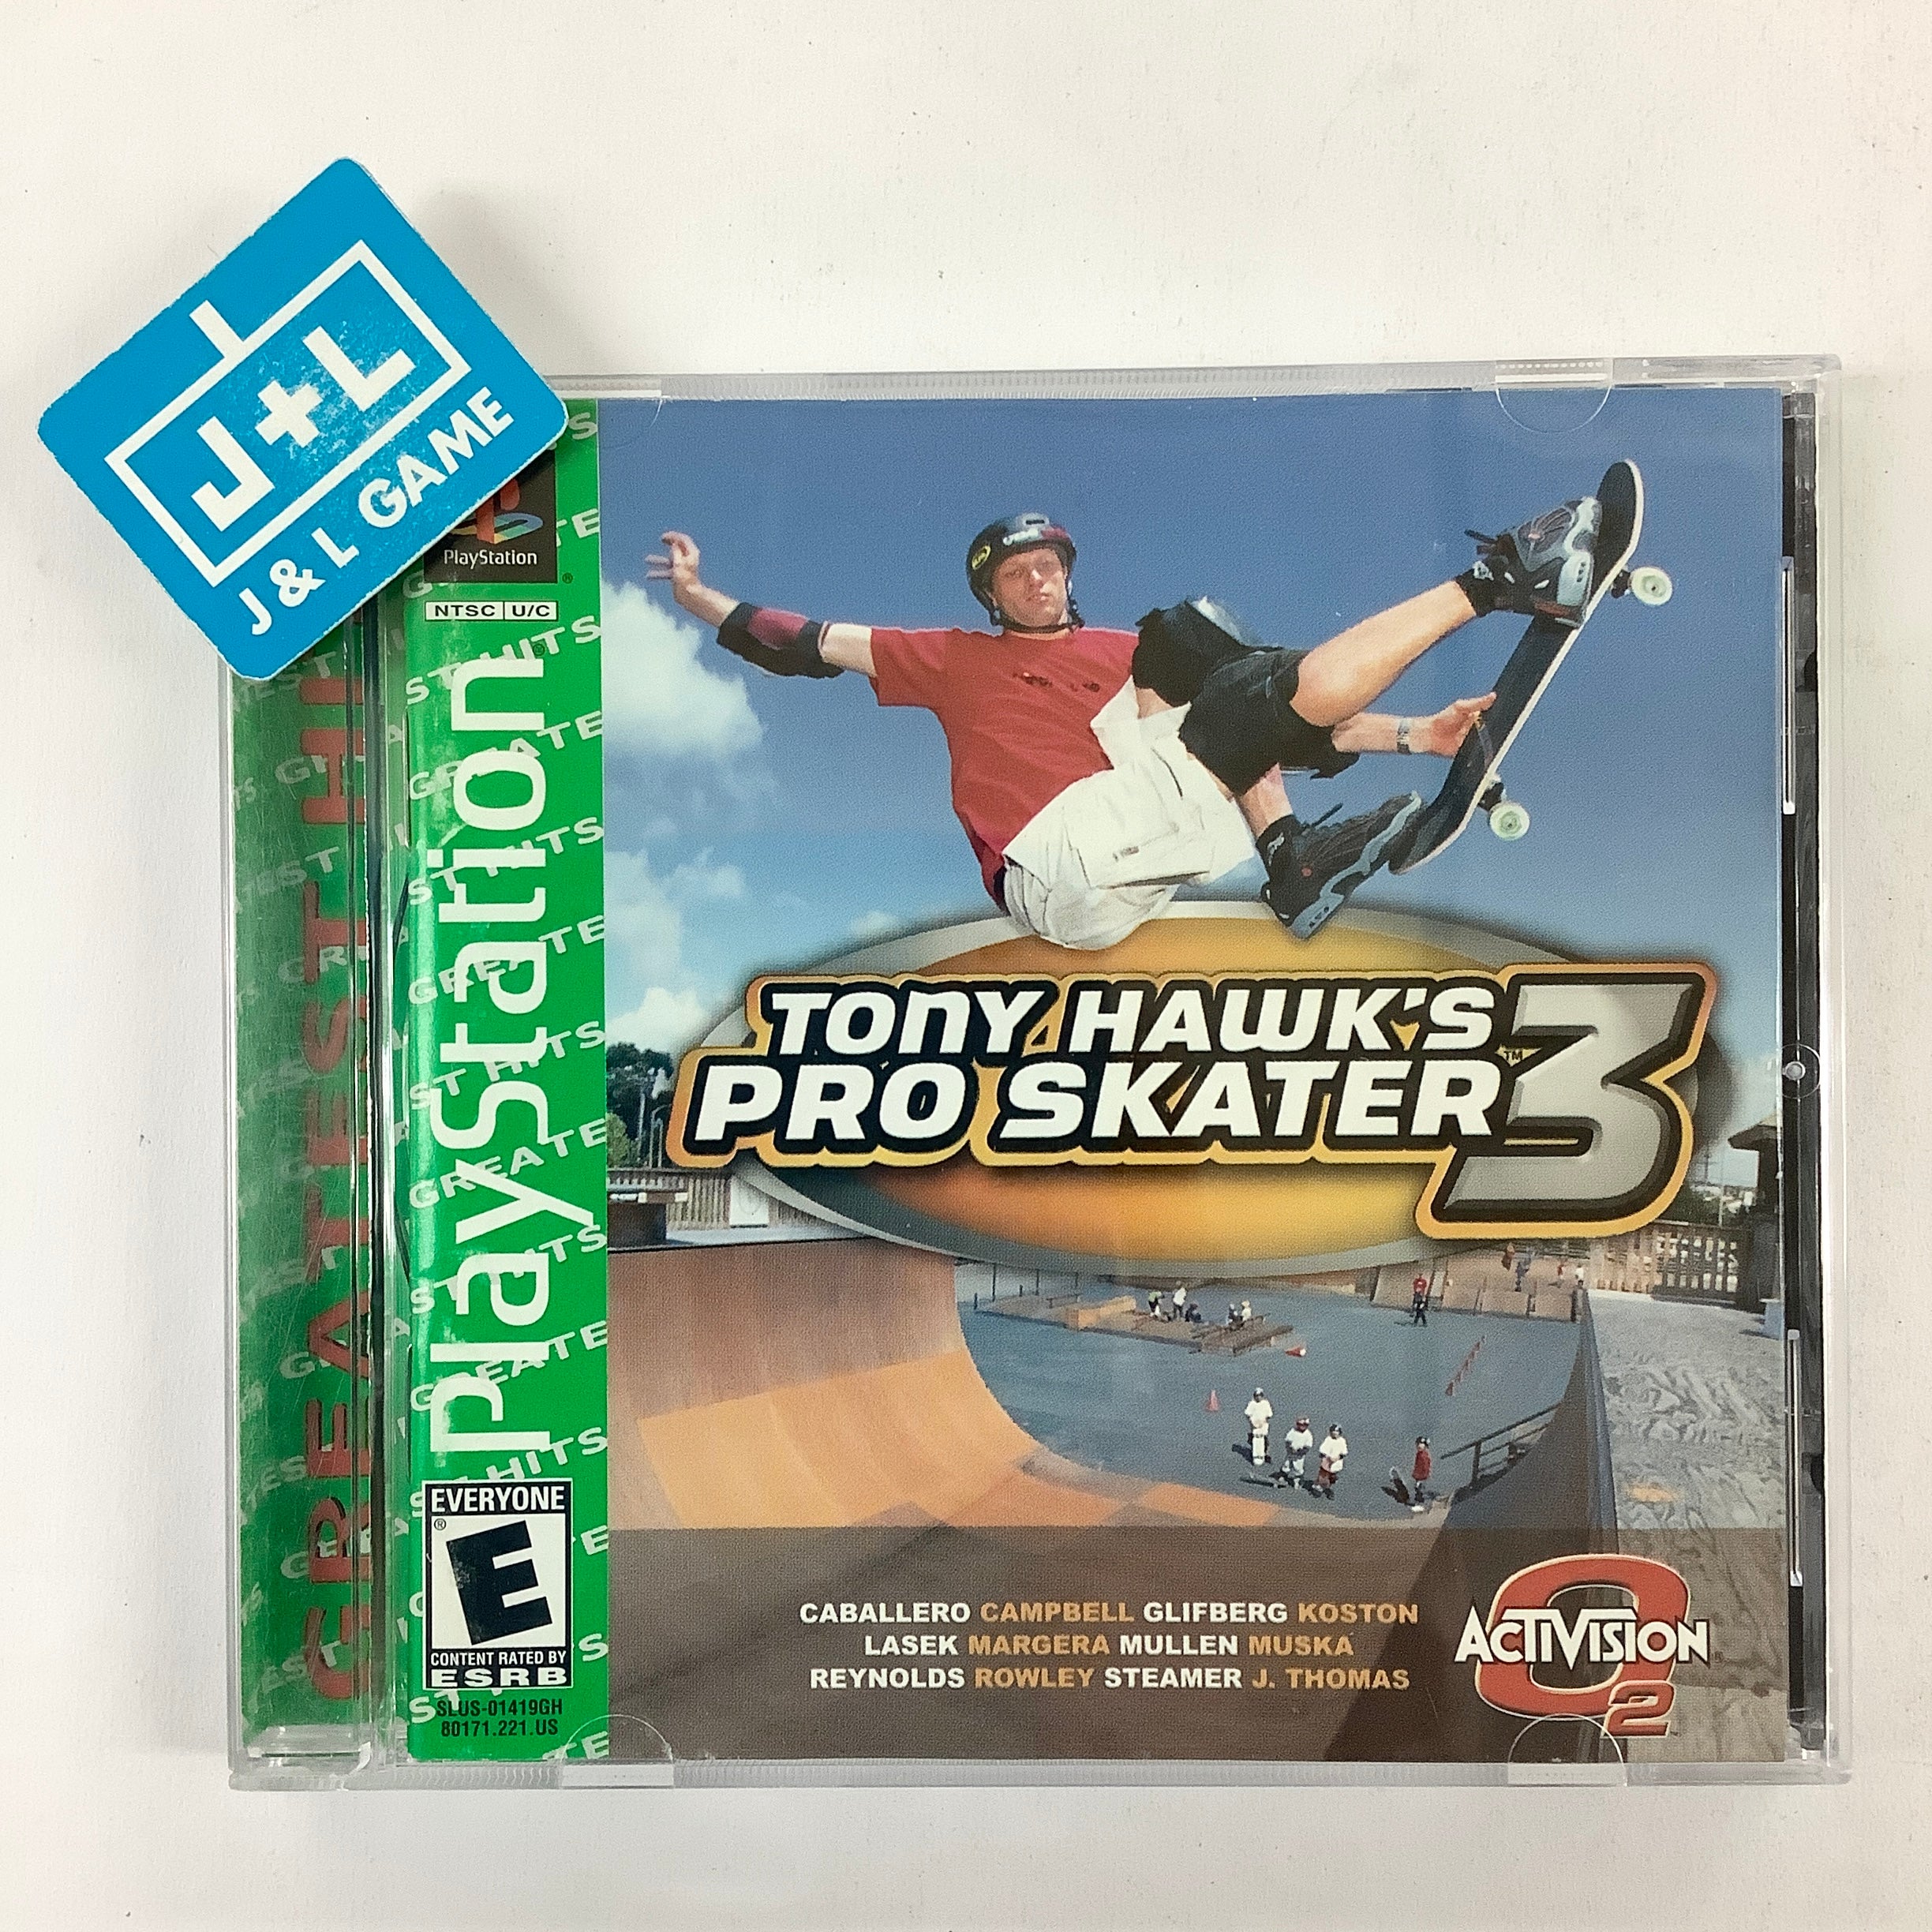 J+L
J & L GAME
PlayStation
NTSC U/C
PlayStation
GREATEST HITS
TONY HAWK'S
PRO SKATER 3
TM
EVERYONE
E
CONTENT RATED BY
ESRB
SLUS-01419GH
80171.221.US
CABALLERO CAMPBELL GLIFBERG KOSTON
LASEK MARGERA MULLEN MUSKA
REYNOLDS ROWLEY STEAMER J. THOMAS
ACTIVISION
O2